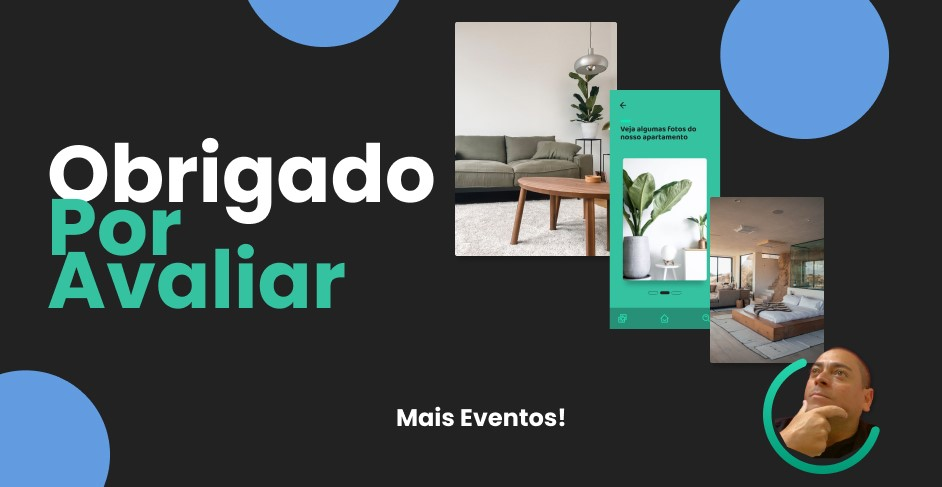 Obrigado
Por
Avaliar
Veja algumas fotos do
nosso apartamento
Mais Eventos!